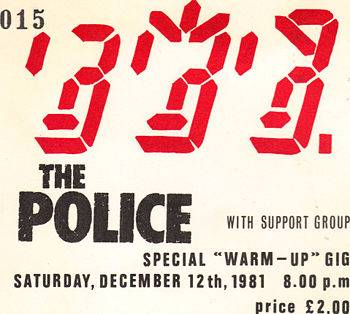 015
THE
POLICE
WITH SUPPORT GROUP
SPECIAL "WARM-UP" GIG
SATURDAY, DECEMBER 12th, 1981 8.00 p.m
price £2.00